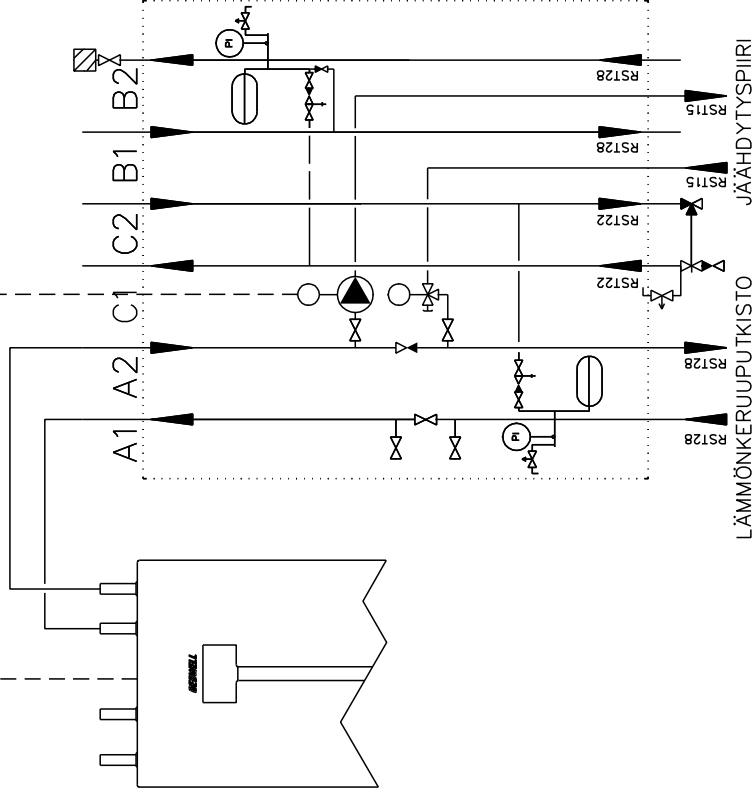 B2
B1
C2
C1
A2
A1
PI
RST28
RST15
RST28
RST15
RST22
RST22
RST28
RST28
PI
JÄÄHDYTYSPIIRI
LÄMMÖNKERUUPUTKISTO